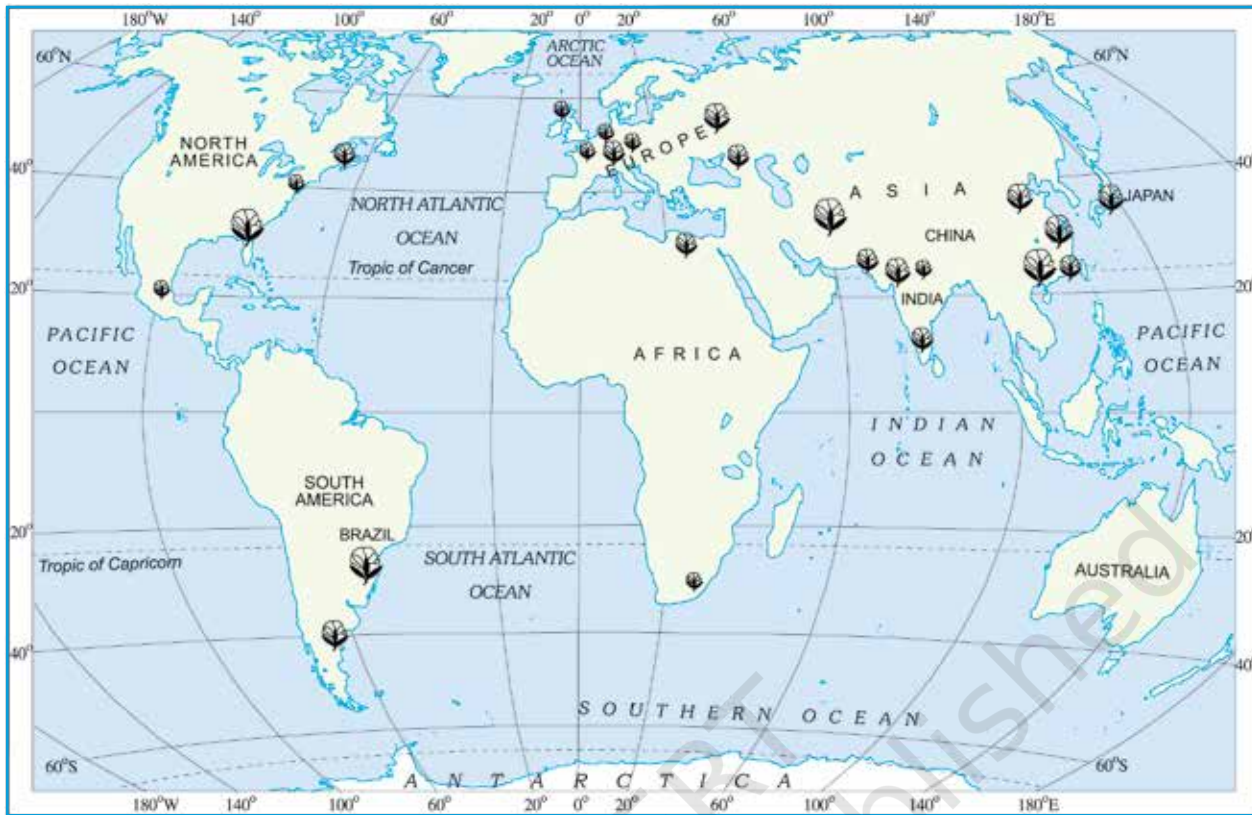 180°W 140° 100° 60° 20° 0° 20° 60° 100° 140° 180°E
60°N
ARCTIC
OCEAN
60°N
NORTH
AMERICA
EUROPE
40°
40°
ASIA
JAPAN
NORTH ATLANTIC
OCEAN
CHINA
Tropic of Cancer
20°
INDIA
20°
PACIFIC
OCEAN
AFRICA
PACIFIC
OCEAN
INDIAN
OCEAN
SOUTH
AMERICA
BRAZIL
20°
20°
Tropic of Capricorn
SOUTH ATLANTIC
OCEAN
AUSTRALIA
40°
40°
SOUTHERN OCEAN
60°S
60°S
ANTARCTICA
180°W 140° 100° 60° 20° 0° 20° 60° 100° 140° 180°E